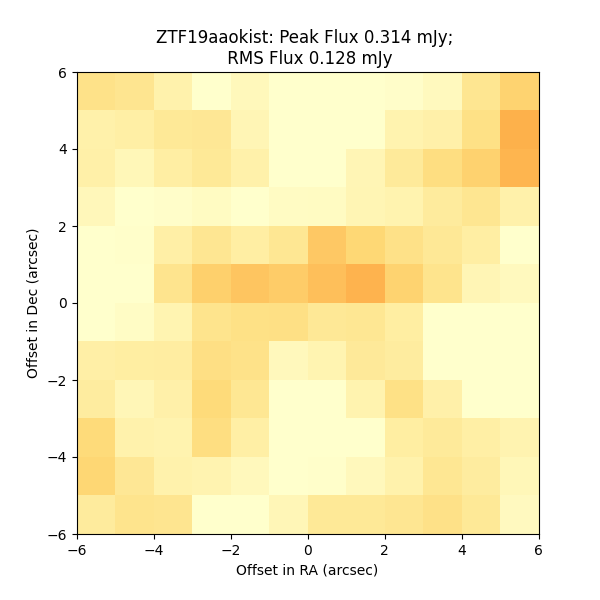 ZTF19aaokist: Peak Flux 0.314 mJy;
RMS Flux 0.128 mJy
6
4
2
0
−2
−4
−6
Offset in Dec (arcsec)
−6 −4 −2 0 2 4 6
Offset in RA (arcsec)